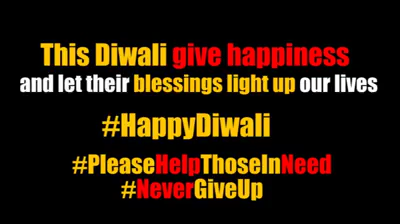 This Diwali give happiness
and let their blessings light up our lives
#HappyDiwali
#PleaseHelpThoseInNeed
#NeverGiveUp